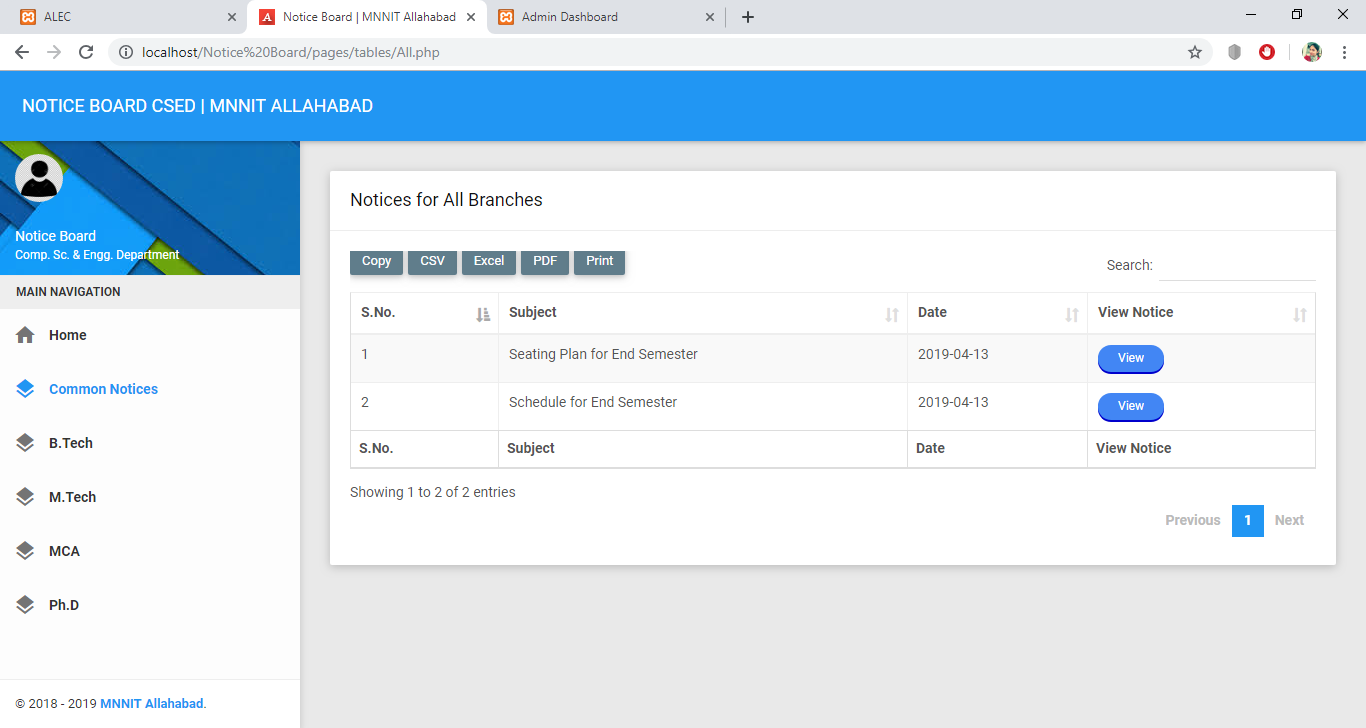 ALEC
Notice Board | MNNIT Allahabad
Admin Dashboard
localhost/Notice%20Board/pages/tables/All.php
NOTICE BOARD CSED | MNNIT ALLAHABAD
Notice Board
Comp. Sc. & Engg. Department
MAIN NAVIGATION
Home
Common Notices
B.Tech
M.Tech
MCA
Ph.D
© 2018 - 2019 MNNIT Allahabad.
Notices for All Branches
Copy CSV Excel PDF Print
Search:
S.No. Subject Date View Notice
1 Seating Plan for End Semester 2019-04-13 View
2 Schedule for End Semester 2019-04-13 View
S.No. Subject Date View Notice
Showing 1 to 2 of 2 entries
Previous 1 Next